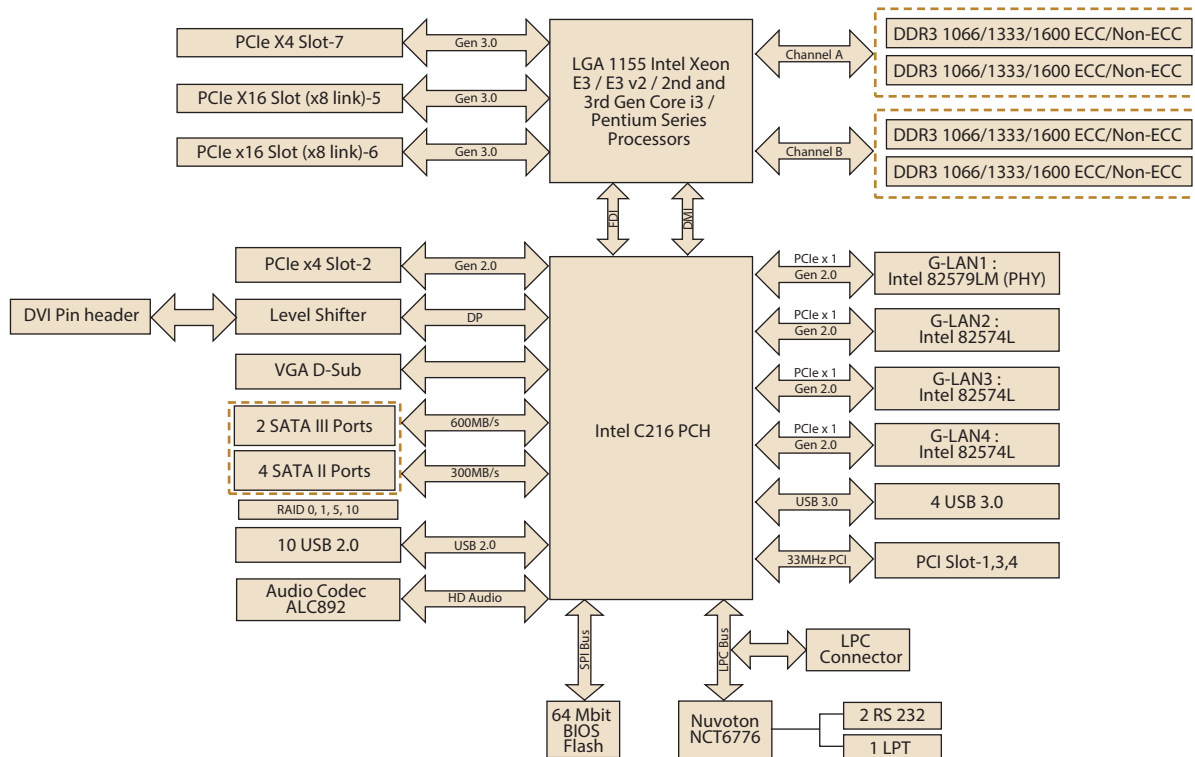 PCIe X4 Slot-7
Gen 3.0
PCIe X16 Slot (x8 link)-5
Gen 3.0
PCIe x16 Slot (x8 link)-6
Gen 3.0
LGA 1155 Intel Xeon
E3 / E3 v2 / 2nd and
3rd Gen Core i3 /
Pentium Series
Processors
Channel A
DDR3 1066/1333/1600 ECC/Non-ECC
DDR3 1066/1333/1600 ECC/Non-ECC
Channel B
DDR3 1066/1333/1600 ECC/Non-ECC
DDR3 1066/1333/1600 ECC/Non-ECC
FDI
DMI
PCIe x4 Slot-2
Gen 2.0
DVI Pin header
Level Shifter
DP
VGA D-Sub
2 SATA III Ports
600MB/s
4 SATA II Ports
300MB/s
RAID 0, 1, 5, 10
10 USB 2.0
USB 2.0
Audio Codec
ALC892
HD Audio
Intel C216 PCH
PCIe x 1
Gen 2.0
G-LAN1 :
Intel 82579LM (PHY)
PCIe x 1
Gen 2.0
G-LAN2 :
Intel 82574L
PCIe x 1
Gen 2.0
G-LAN3 :
Intel 82574L
PCIe x 1
Gen 2.0
G-LAN4 :
Intel 82574L
USB 3.0
4 USB 3.0
33MHz PCI
PCI Slot-1,3,4
SPI Bus
LPC Bus
LPC
Connector
64 Mbit
BIOS
Flash
Nuvoton
NCT6776
2 RS 232
1 LPT